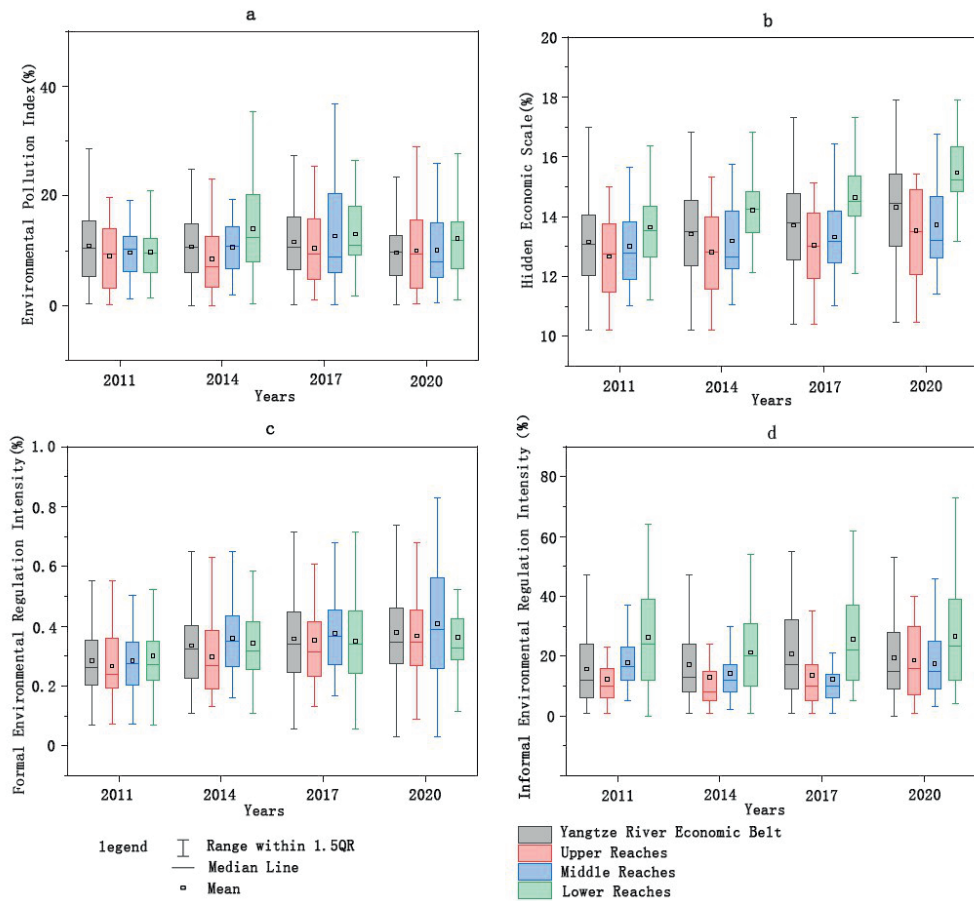 a
Environmental Pollution Index(%)
40
20
0
2011 2014 2017 2020
Years
b
Hidden Economic Scale(%)
20
18
16
14
12
10
2011 2014 2017 2020
Years
c
Formal Environmental Regulation Intensity(%)
1.0
0.8
0.6
0.4
0.2
0
2011 2014 2017 2020
Years
d
Informal Environmental Regulation Intensity (%)
80
60
40
20
0
2011 2014 2017 2020
Years
legend
Range within 1.5QR
Median Line
Mean
Yangtze River Economic Belt
Upper Reaches
Middle Reaches
Lower Reaches